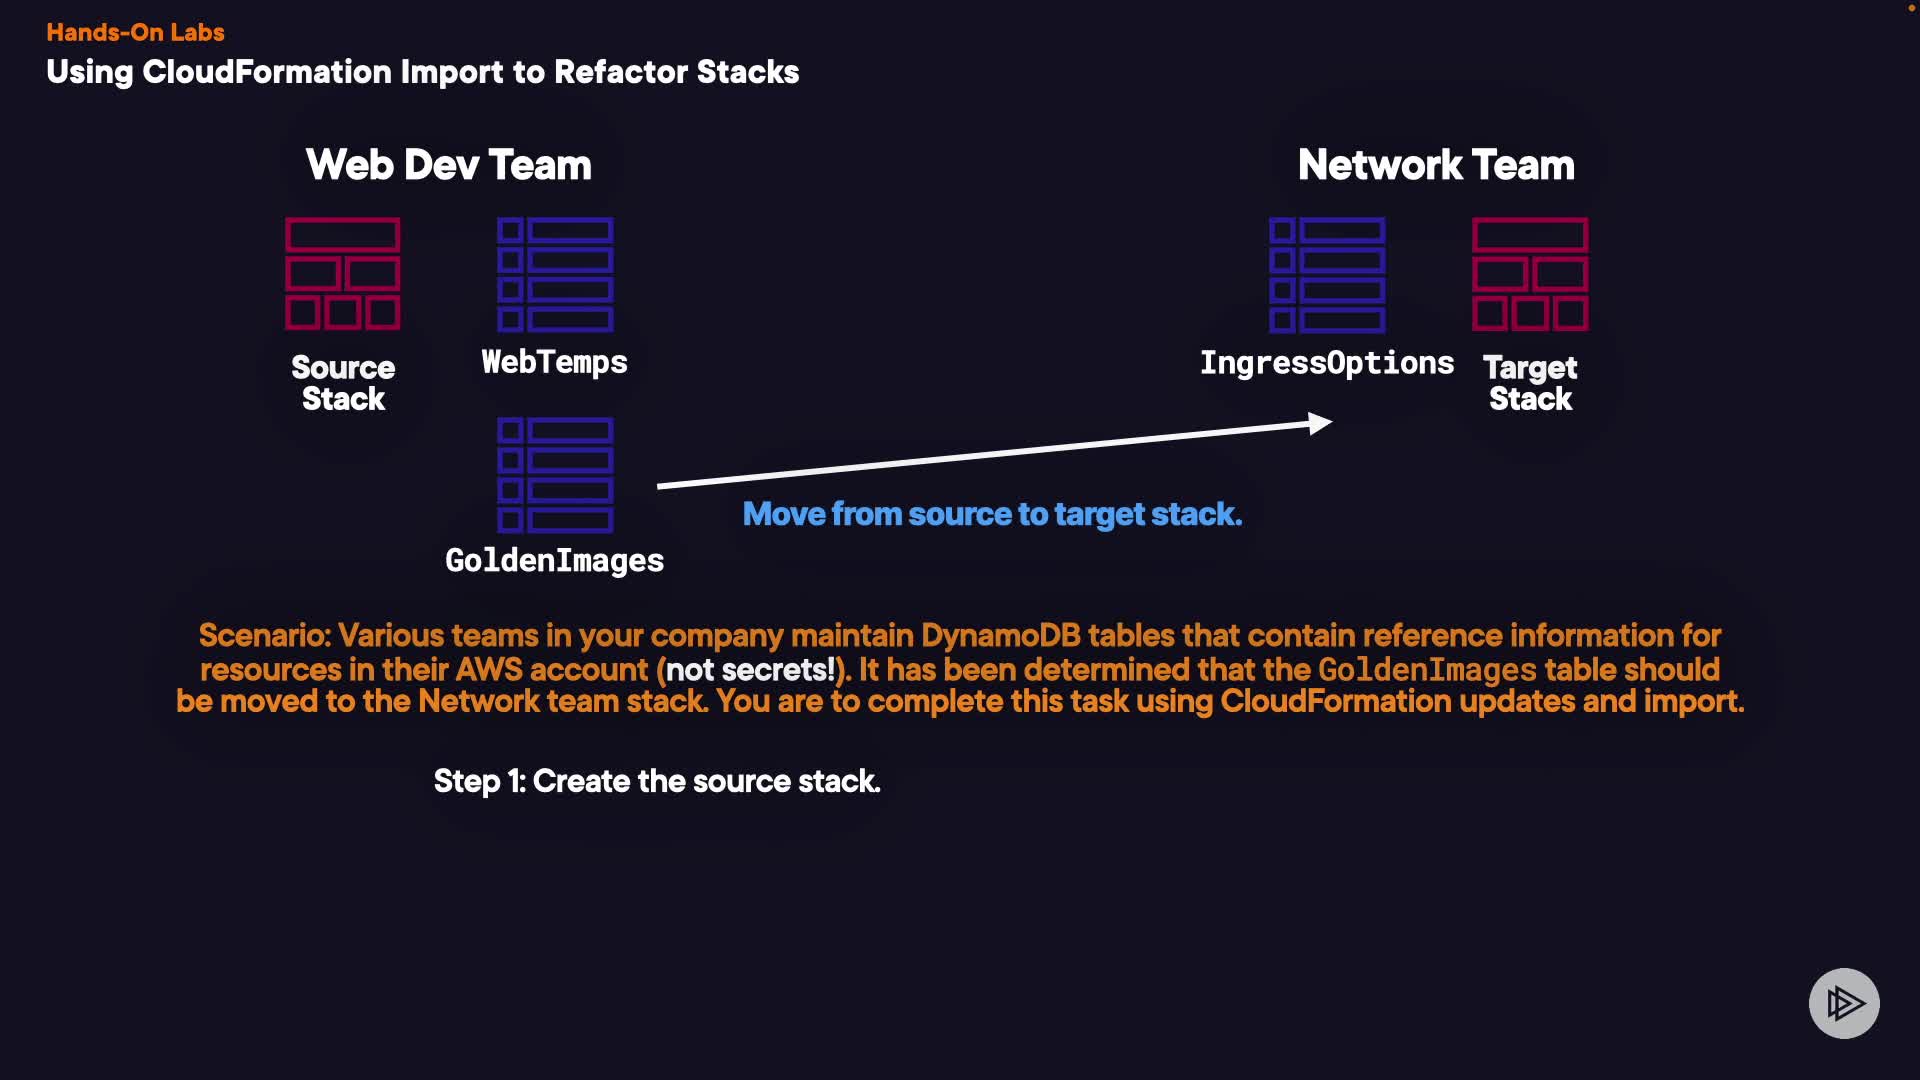 Hands-On Labs
Using CloudFormation Import to Refactor Stacks
Web Dev Team
Network Team
Source
Stack
WebTemps
IngressOptions
Target
Stack
GoldenImages
Move from source to target stack.
Scenario: Various teams in your company maintain DynamoDB tables that contain reference information for
resources in their AWS account (not secrets!). It has been determined that the GoldenImages table should
be moved to the Network team stack. You are to complete this task using CloudFormation updates and import.
Step 1: Create the source stack.